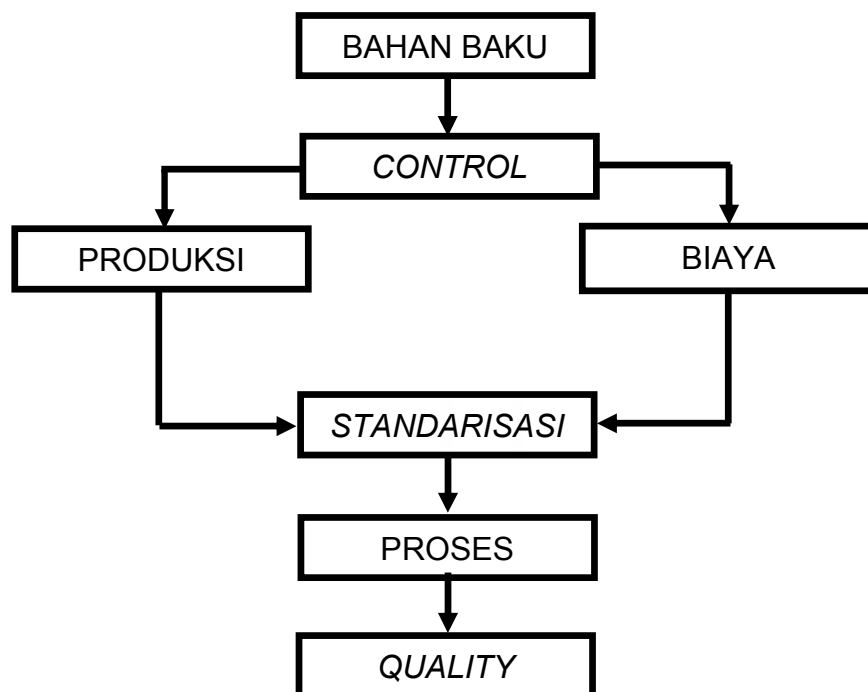 BAHAN BAKU
CONTROL
PRODUKSI
BIAYA
STANDARISASI
PROSES
QUALITY